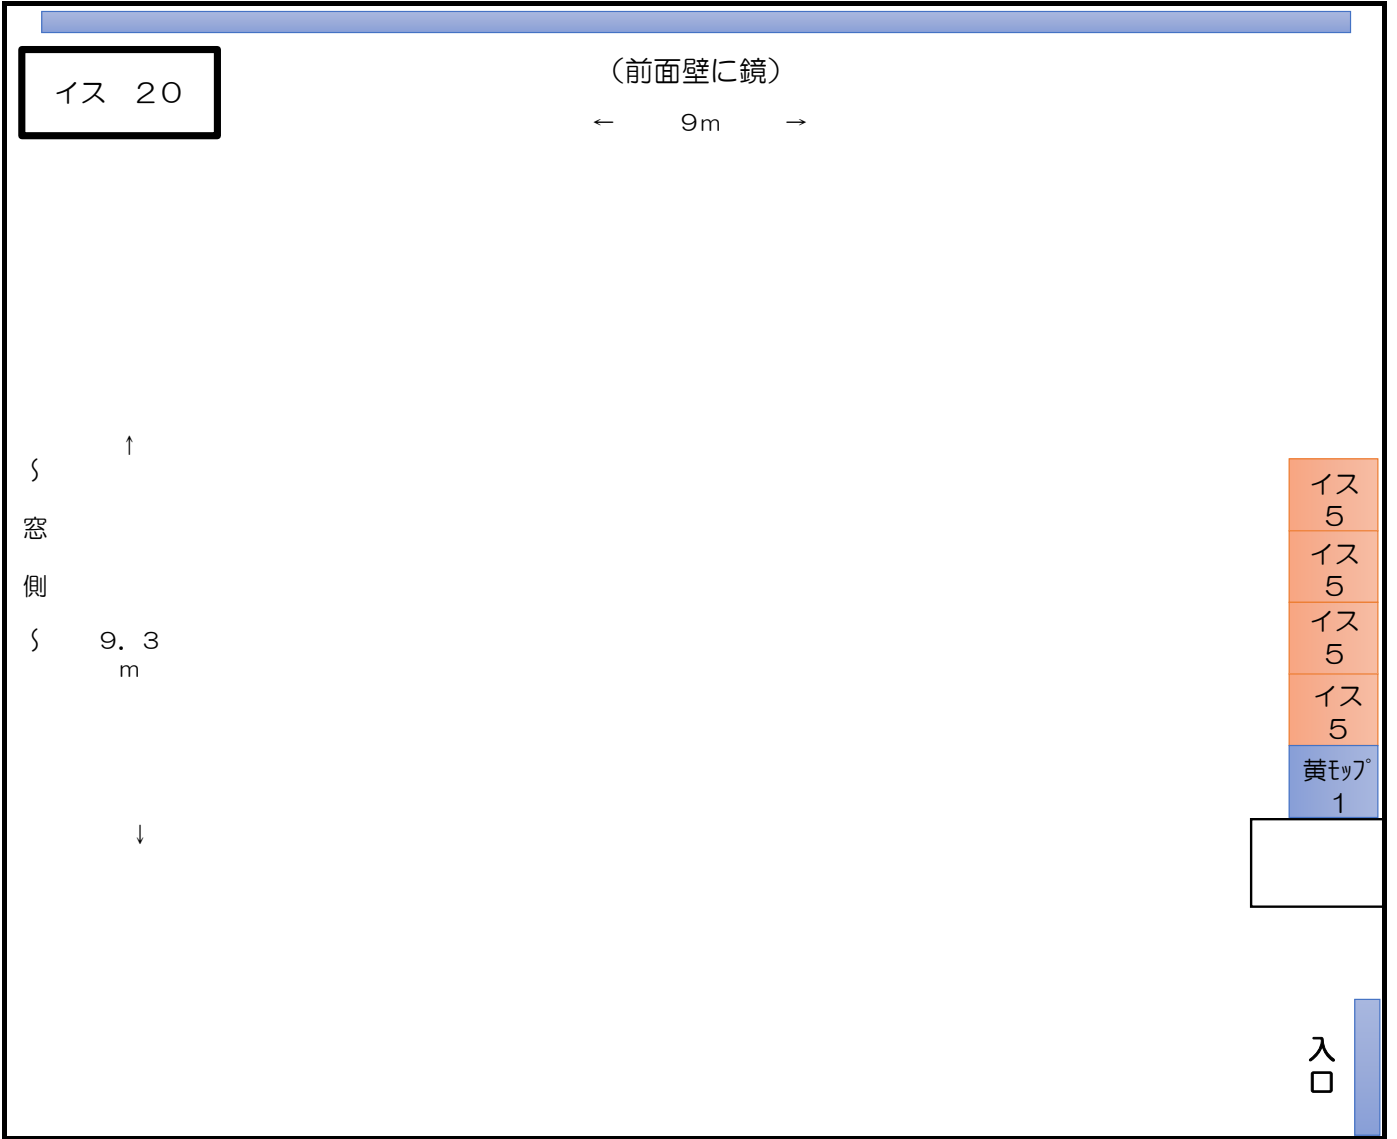 イス　２０
（前面壁に鏡）
←　　９ｍ　　→
↑
～窓側～
９．３
ｍ
↓
イス
５
イス
５
イス
５
イス
５
黄ﾓｯﾌﾟ
１
入口